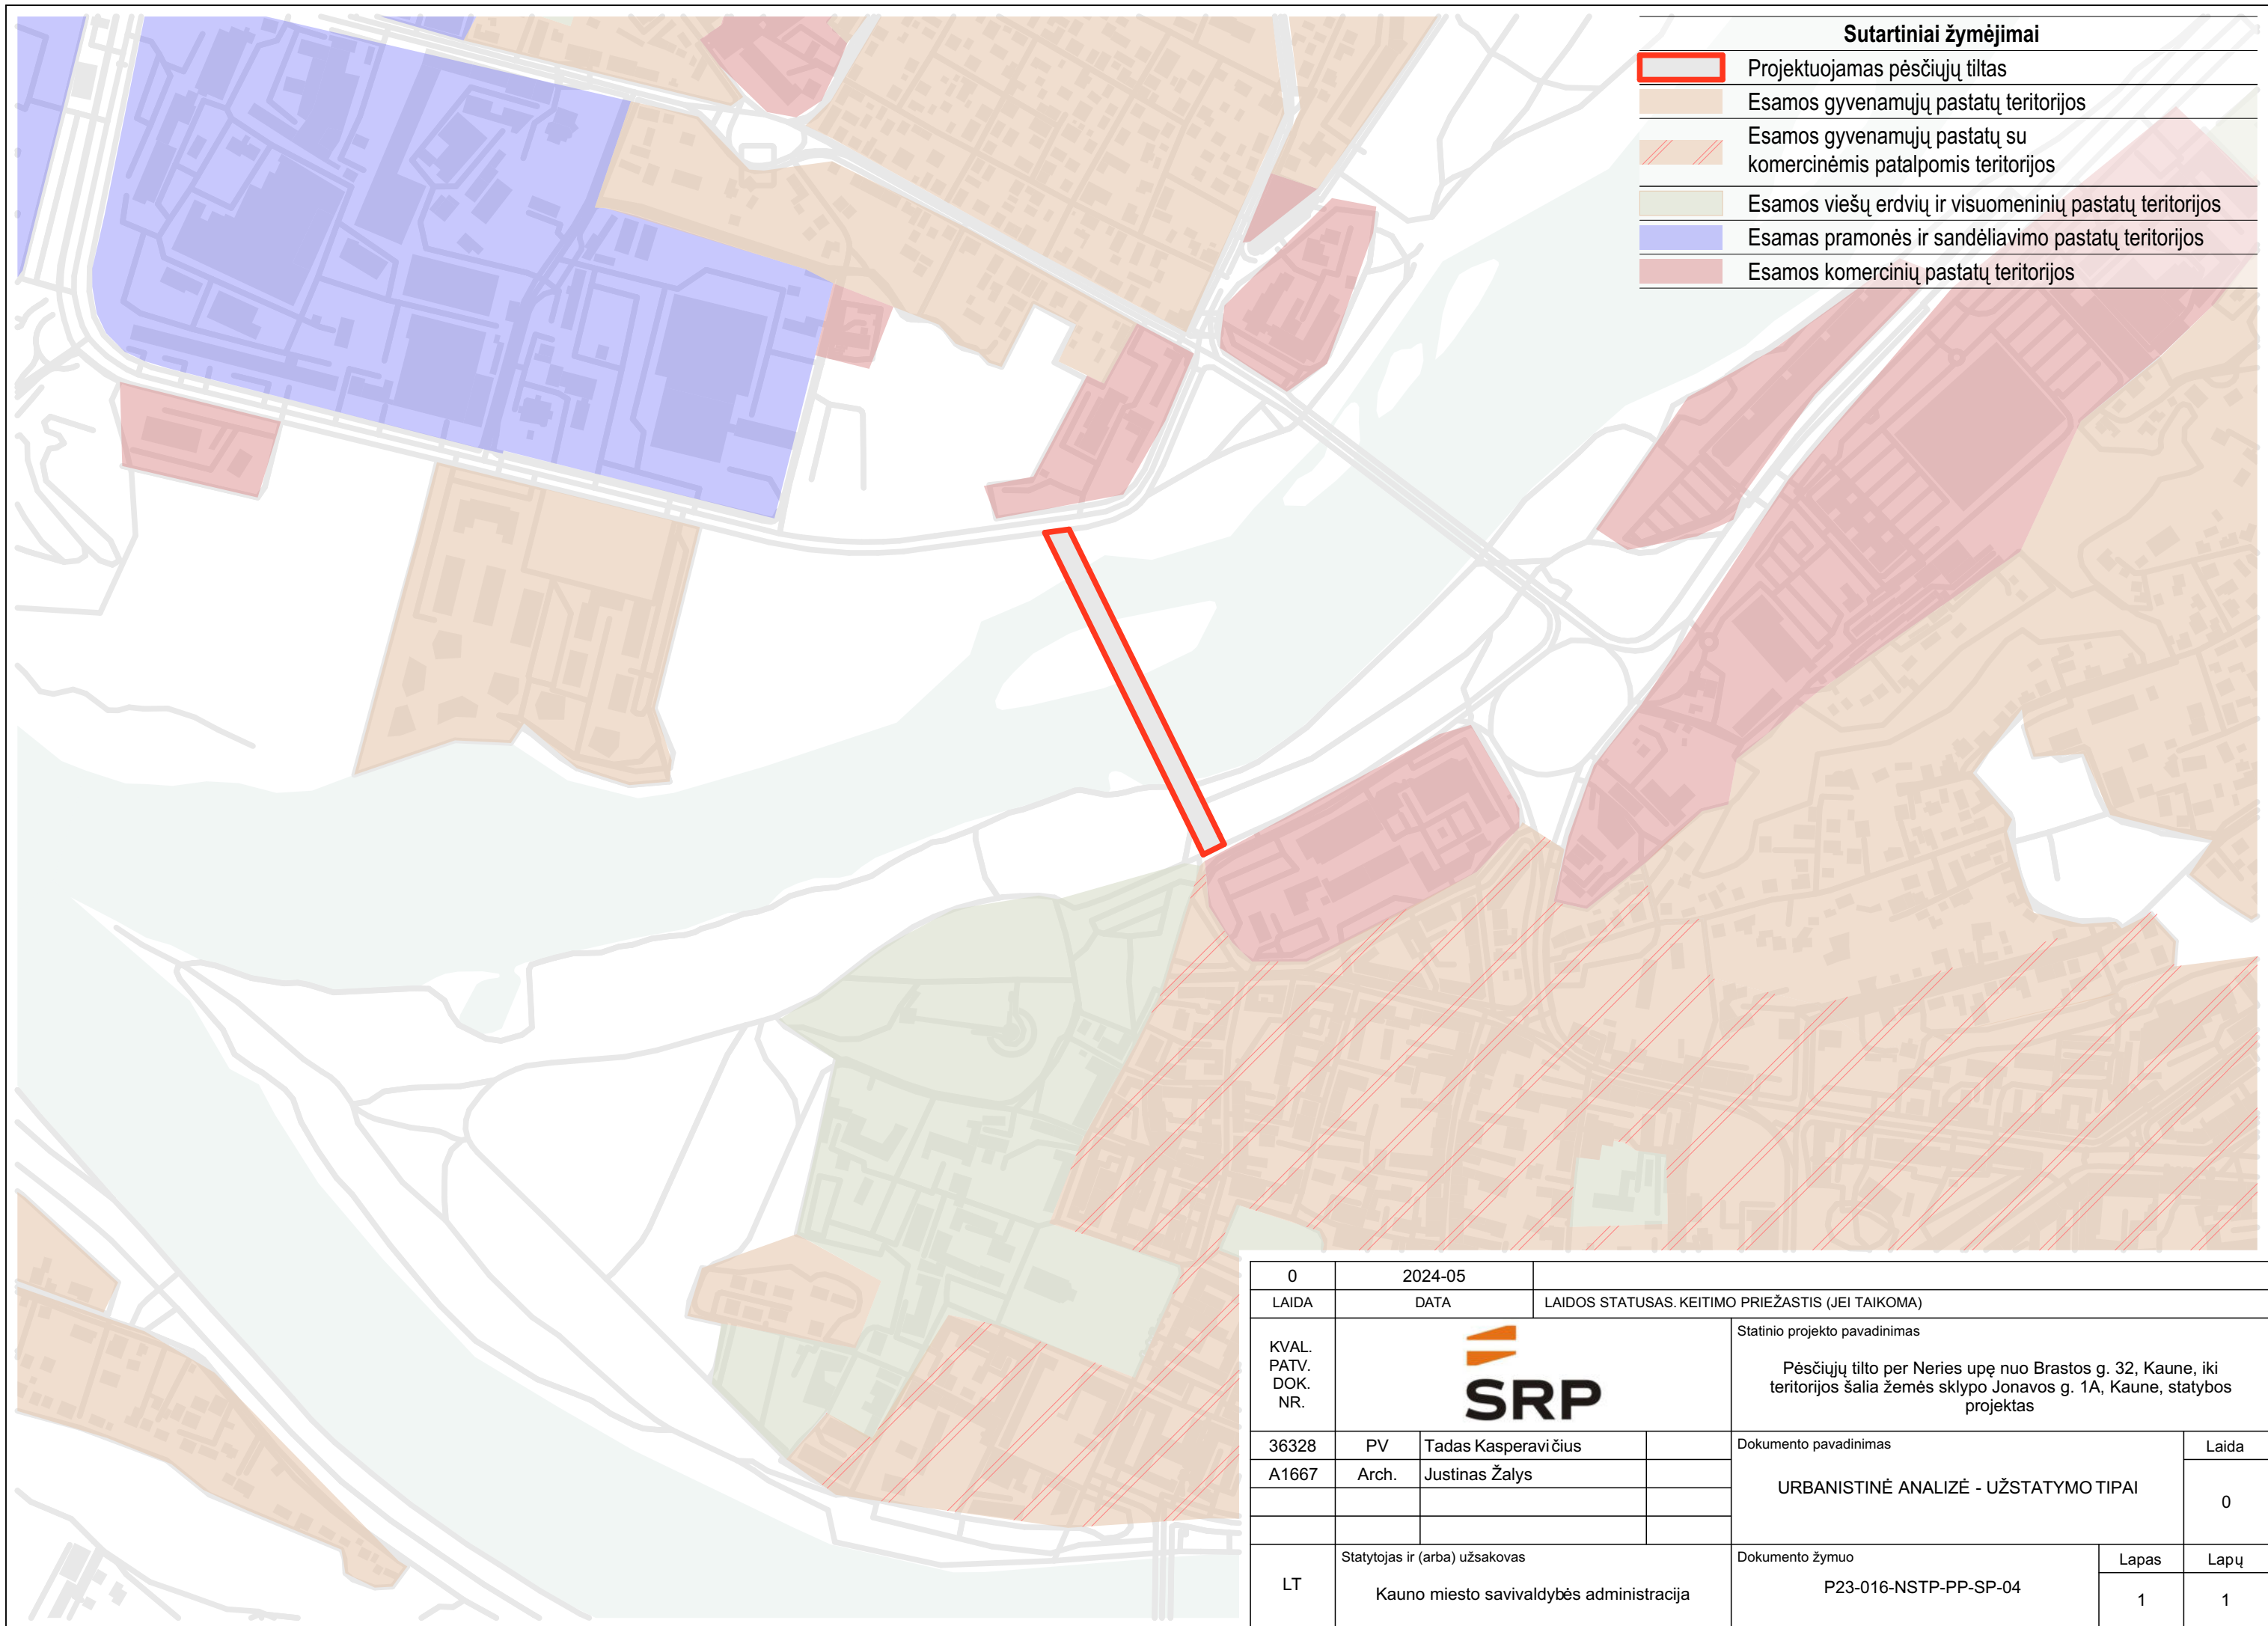 Sutartiniai žymėjimai
Projektuojamas pėsčiųjų tiltas
Esamos gyvenamųjų pastatų teritorijos
Esamos gyvenamųjų pastatų su
komercinėmis patalpomis teritorijos
Esamos viešų erdvių ir visuomeninių pastatų teritorijos
Esamas pramonės ir sandėliavimo pastatų teritorijos
Esamos komercinių pastatų teritorijos
0 2024-05
LAIDA DATA LAIDOS STATUSAS. KEITIMO PRIEŽASTIS (JEI TAIKOMA)
KVAL.
PATV.
DOK.
NR.
SRP
Statinio projekto pavadinimas
Pėsčiųjų tilto per Neries upę nuo Brastos g. 32, Kaune, iki
teritorijos šalia žemės sklypo Jonavos g. 1A, Kaune, statybos
projektas
36328 PV Tadas Kasperavičius
A1667 Arch. Justinas Žalys
Dokumento pavadinimas
URBANISTINĖ ANALIZĖ - UŽSTATYMO TIPAI
Laida
0
LT
Statytojas ir (arba) užsakovas
Kauno miesto savivaldybės administracija
Dokumento žymuo
P23-016-NSTP-PP-SP-04
Lapas Lapų
1 1